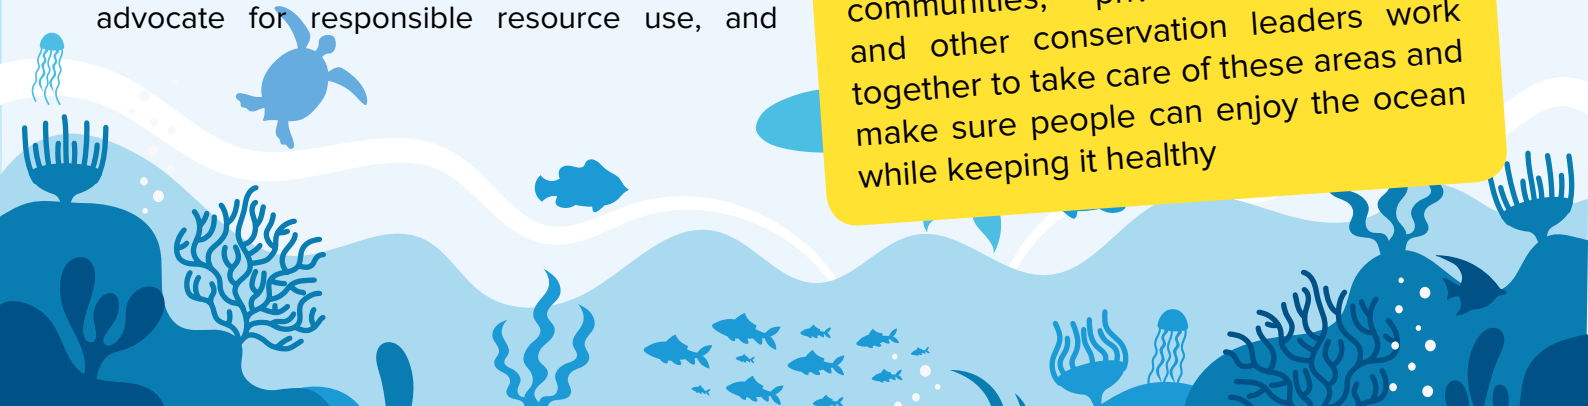 advocate for responsible resource use, and
communities,
and other conservation leaders work
together to take care of these areas and
make sure people can enjoy the ocean
while keeping it healthy